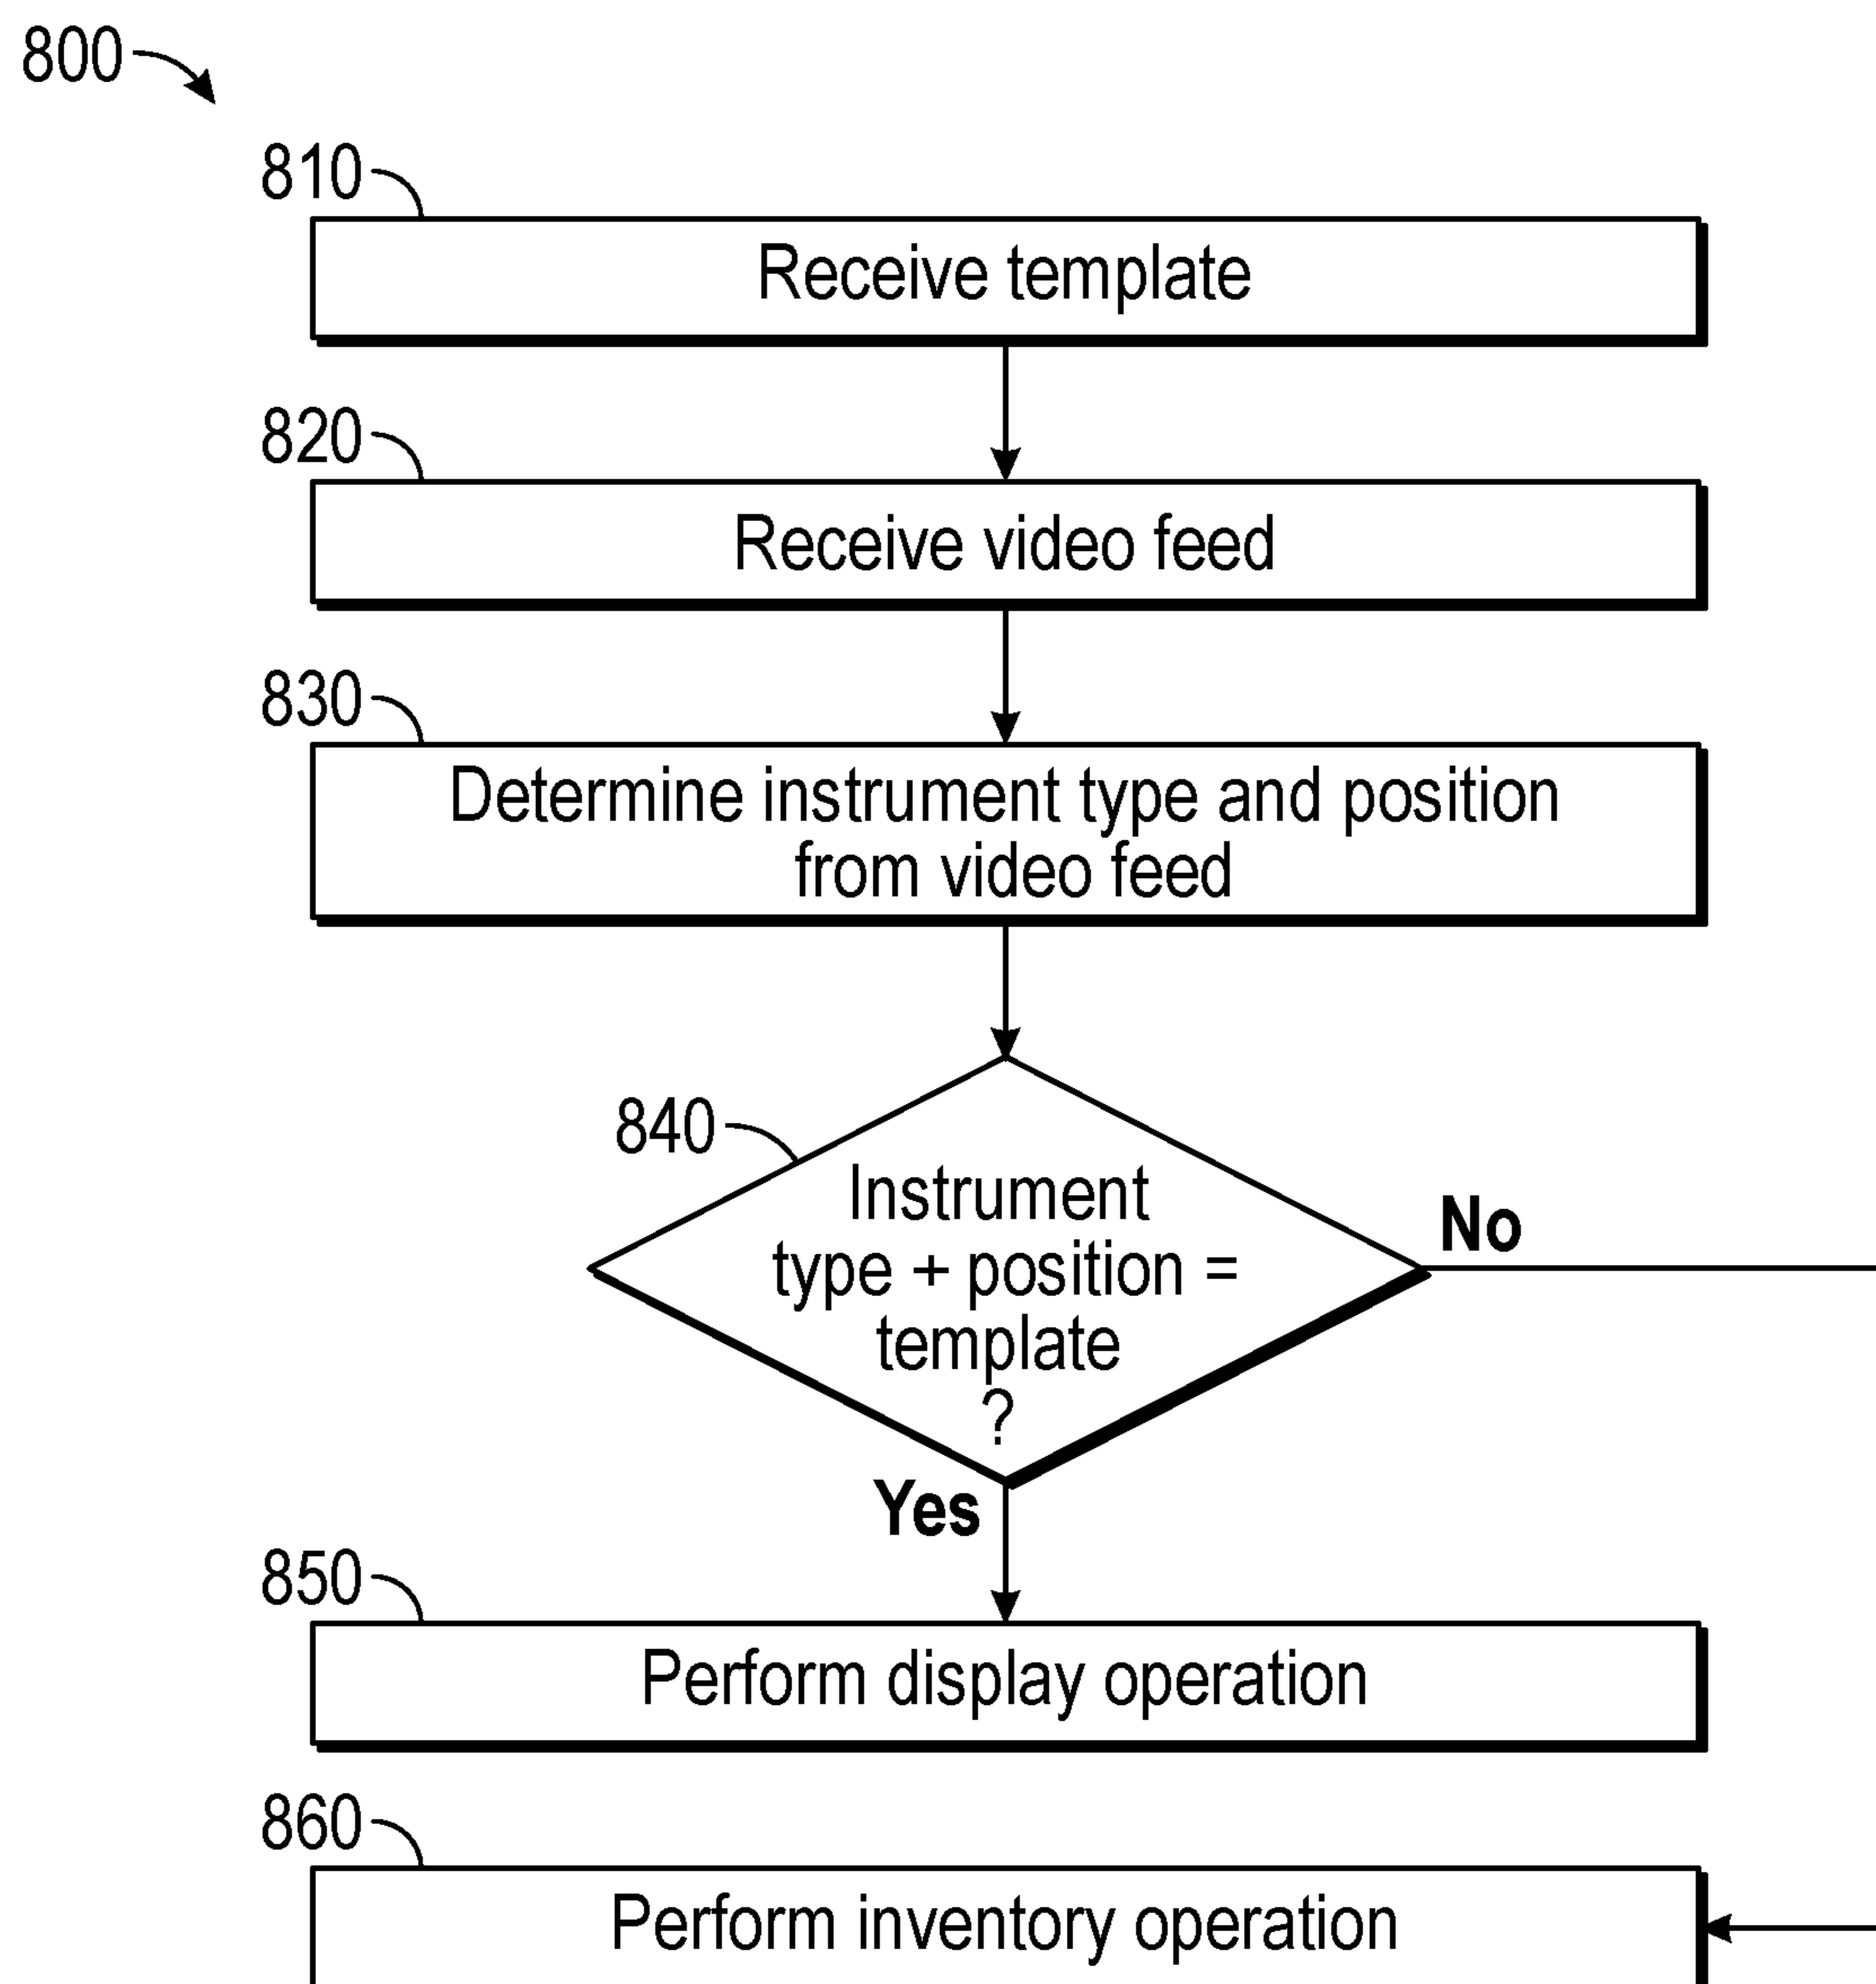 800
810
Receive template
820
Receive video feed
830
Determine instrument type and position
from video feed
840
Instrument
type + position =
template
?
No
Yes
850
Perform display operation
860
Perform inventory operation